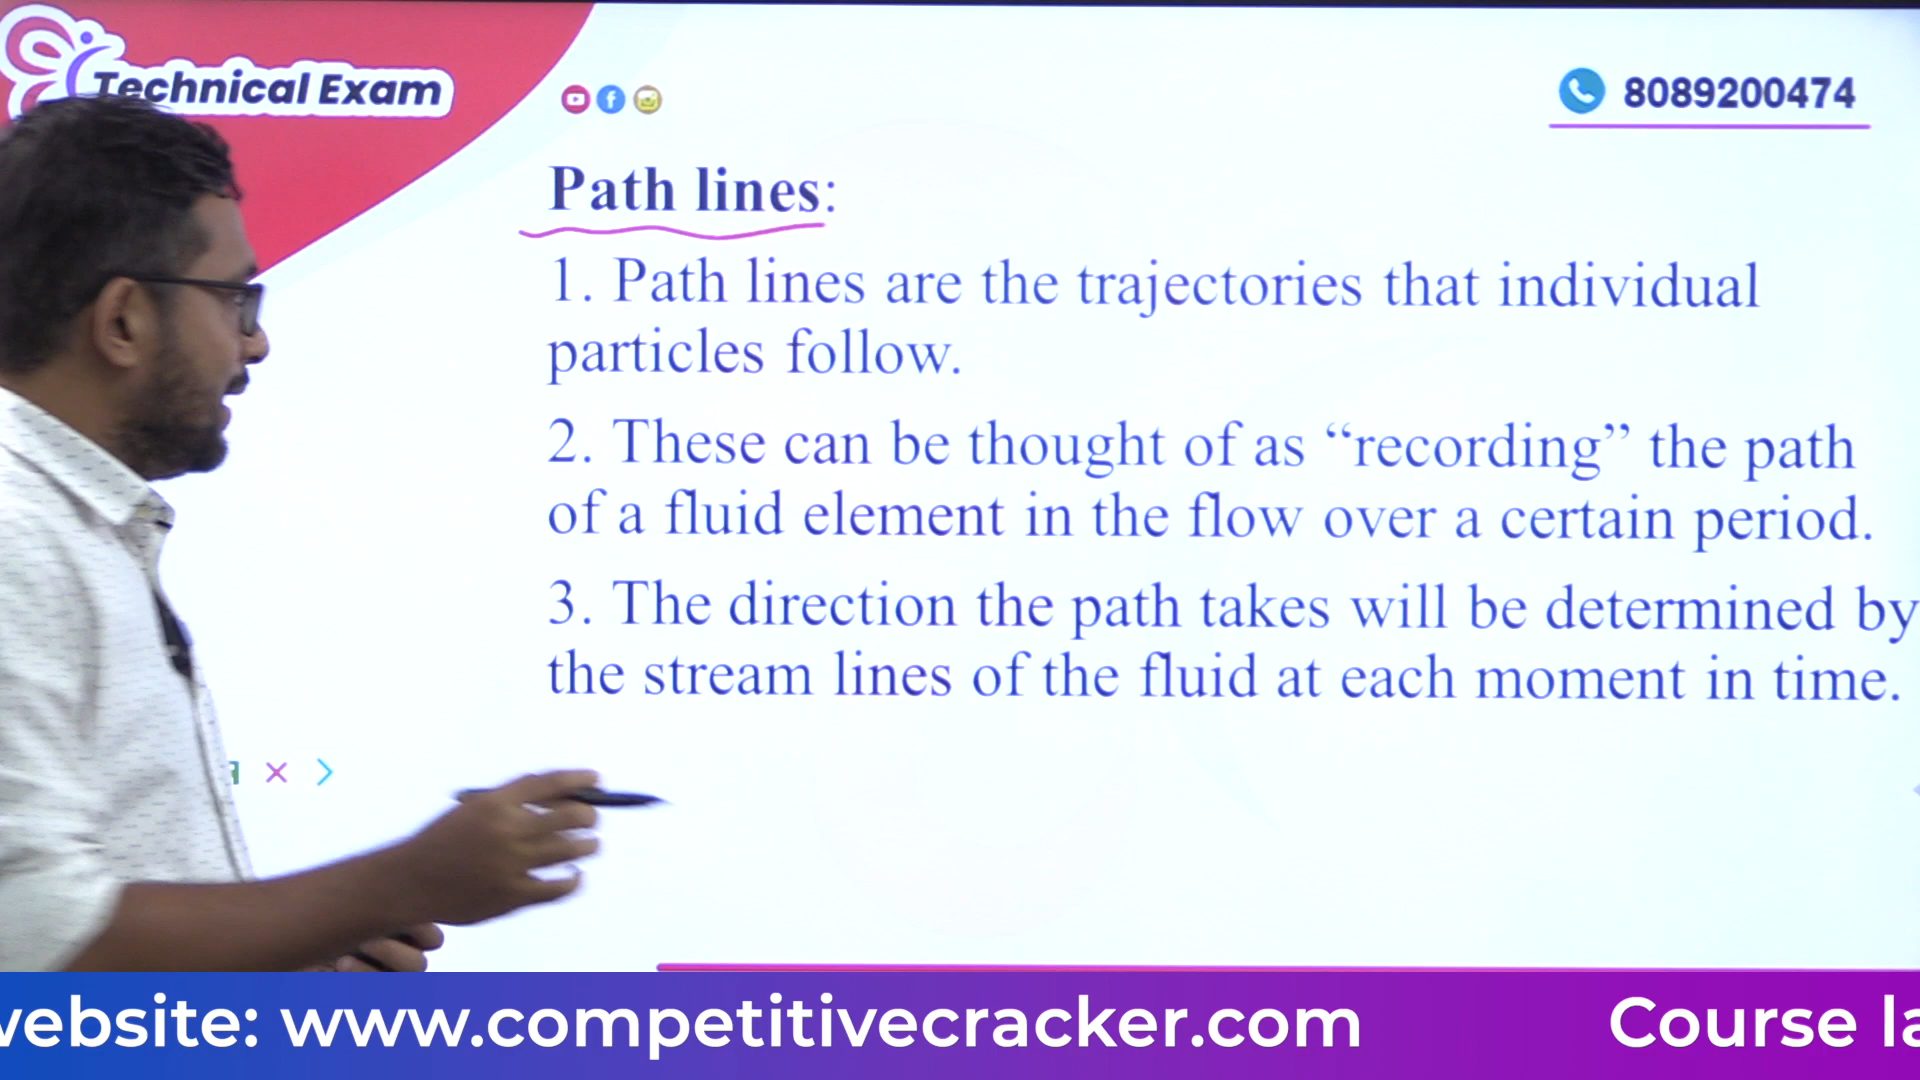 Technical Exam
8089200474
Path lines:
1. Path lines are the trajectories that individual
particles follow.
2. These can be thought of as “recording” the path
of a fluid element in the flow over a certain period.
3. The direction the path takes will be determined by
the stream lines of the fluid at each moment in time.
website: www.competitivecracker.com
Course